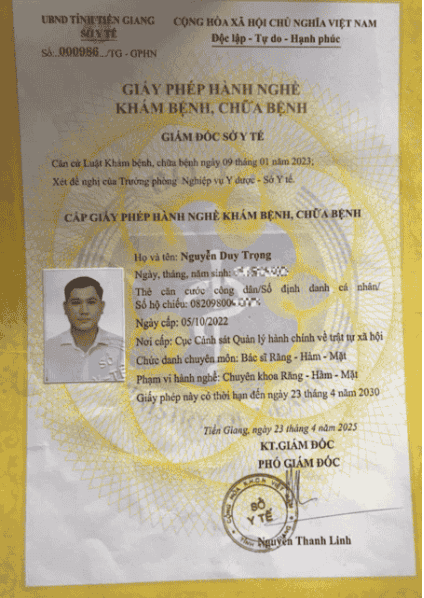 UBND TỈNH TIỀN GIANG
SỞ Y TẾ
Số: 000986 /TG - GPHN
CỘNG HÒA XÃ HỘI CHỦ NGHĨA VIỆT NAM
Độc lập - Tự do - Hạnh phúc
GIẤY PHÉP HÀNH NGHỀ
KHÁM BỆNH, CHỮA BỆNH
GIÁM ĐỐC SỞ Y TẾ
Căn cứ Luật Khám bệnh, chữa bệnh ngày 09 tháng 01 năm 2023;
Xét đề nghị của Trưởng phòng Nghiệp vụ Y dược - Sở Y tế.
CẤP GIẤY PHÉP HÀNH NGHỀ KHÁM BỆNH, CHỮA BỆNH
Họ và tên: Nguyễn Duy Trọng
Ngày, tháng, năm sinh:
Thẻ căn cước công dân/Số định danh cá nhân/
Số hộ chiếu: 08209800
Ngày cấp: 05/10/2022
Nơi cấp: Cục Cảnh sát Quản lý hành chính về trật tự xã hội
Chức danh chuyên môn: Bác sĩ Răng - Hàm - Mặt
Phạm vi hành nghề: Chuyên khoa Răng - Hàm - Mặt
Giấy phép này có thời hạn đến ngày 23 tháng 4 năm 2030
Tiền Giang, ngày 23 tháng 4 năm 2025
KT.GIÁM ĐỐC
PHÓ GIÁM ĐỐC
SỞ
Y TẾ
Nguyễn Thanh Linh